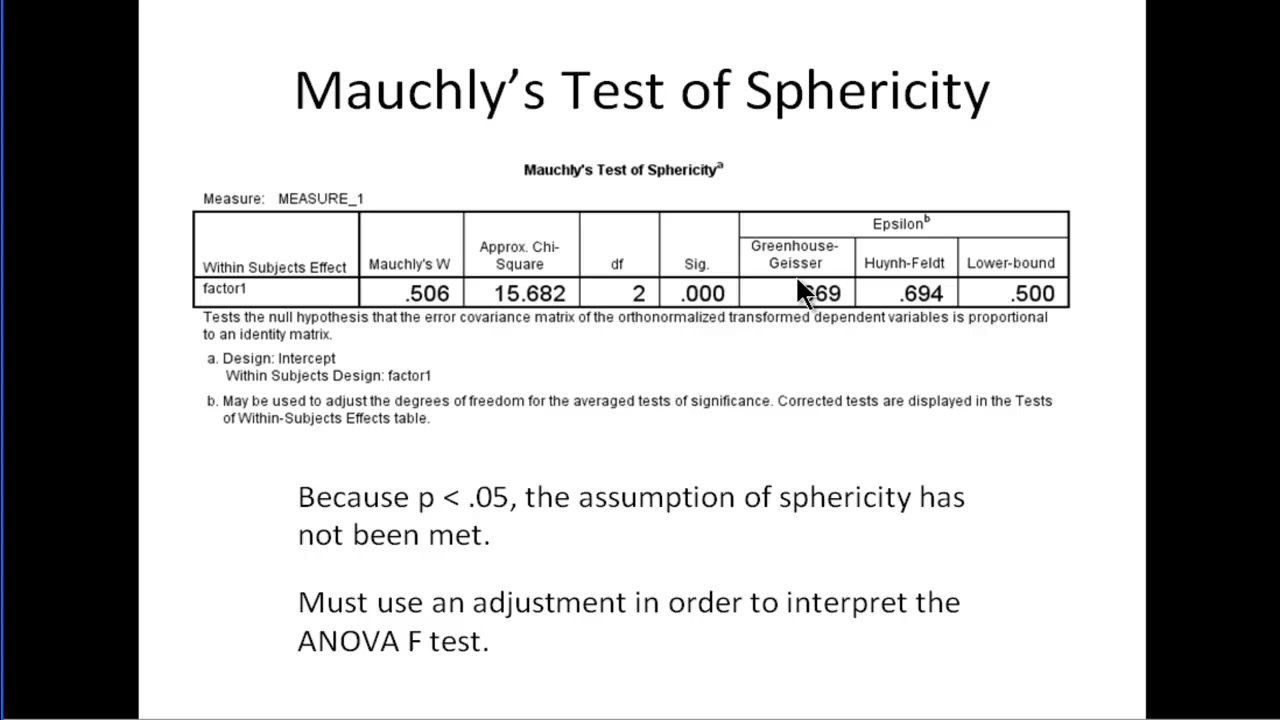 Mauchly’s Test of Sphericity
Mauchly's Test of Sphericityᵃ
Measure: MEASURE_1
Within Subjects Effect Mauchly's W Approx. Chi-Square df Sig. Epsilonᵇ
Greenhouse-Geisser Huynh-Feldt Lower-bound
factor1 .506 15.682 2 .000 .694 .500
Tests the null hypothesis that the error covariance matrix of the orthonormalized transformed dependent variables is proportional
to an identity matrix.
a. Design: Intercept
Within Subjects Design: factor1
b. May be used to adjust the degrees of freedom for the averaged tests of significance. Corrected tests are displayed in the Tests
of Within-Subjects Effects table.
Because p < .05, the assumption of sphericity has
not been met.
Must use an adjustment in order to interpret the
ANOVA F test.